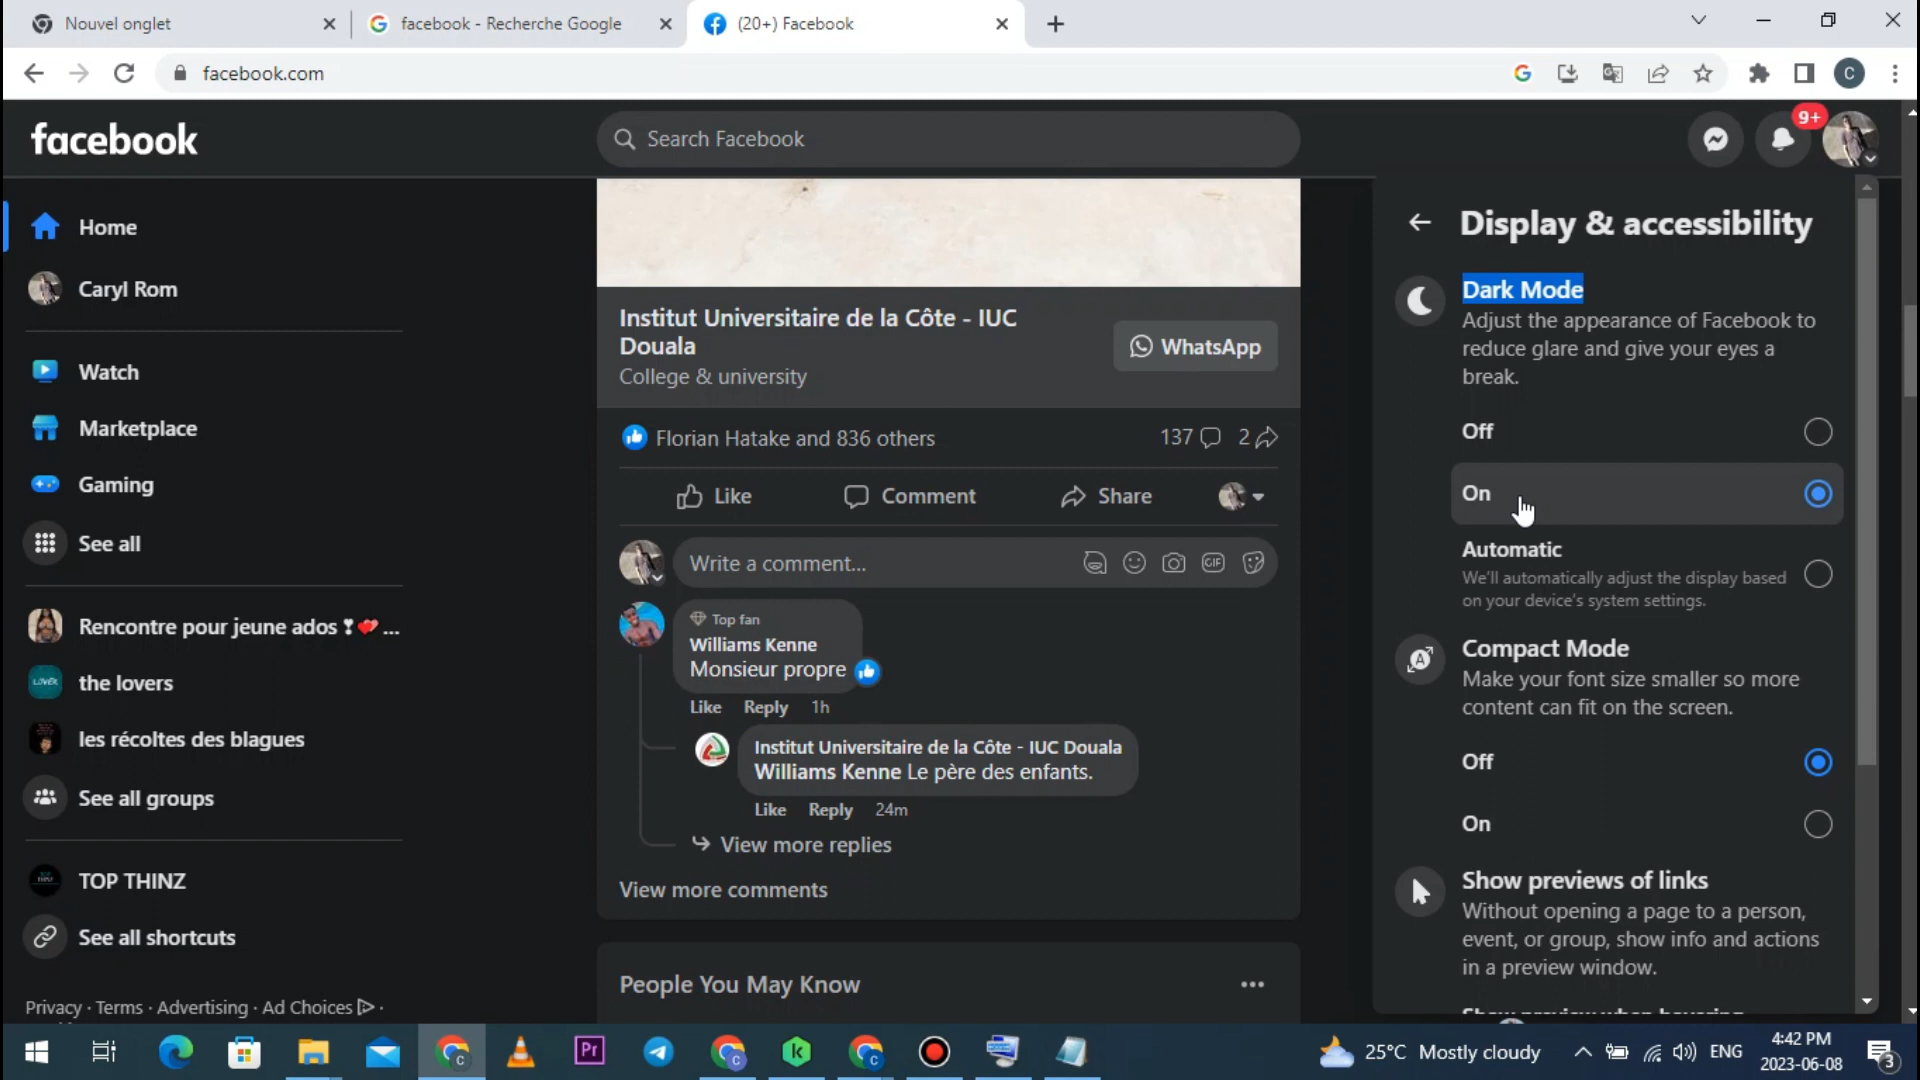 Nouvel onglet
facebook - Recherche Google
(20+) Facebook
facebook.com
C
facebook
Search Facebook
9+
Home
Caryl Rom
Watch
Marketplace
Gaming
See all
Rencontre pour jeune ados ❣❤️ ...
the lovers
les récoltes des blagues
See all groups
TOP THINZ
See all shortcuts
Privacy · Terms · Advertising · Ad Choices ·
Institut Universitaire de la Côte - IUC
Douala
College & university
WhatsApp
Florian Hatake and 836 others
137
2
Like
Comment
Share
Write a comment...
GIF
Top fan
Williams Kenne
Monsieur propre
Like Reply 1h
Institut Universitaire de la Côte - IUC Douala
Williams Kenne Le père des enfants.
Like Reply 24m
View more replies
View more comments
People You May Know
Display & accessibility
Dark Mode
Adjust the appearance of Facebook to
reduce glare and give your eyes a
break.
Off
On
Automatic
We'll automatically adjust the display based
on your device's system settings.
Compact Mode
Make your font size smaller so more
content can fit on the screen.
Off
On
Show previews of links
Without opening a page to a person,
event, or group, show info and actions
in a preview window.
Pr
25°C Mostly cloudy
ENG
4:42 PM
2023-06-08
3